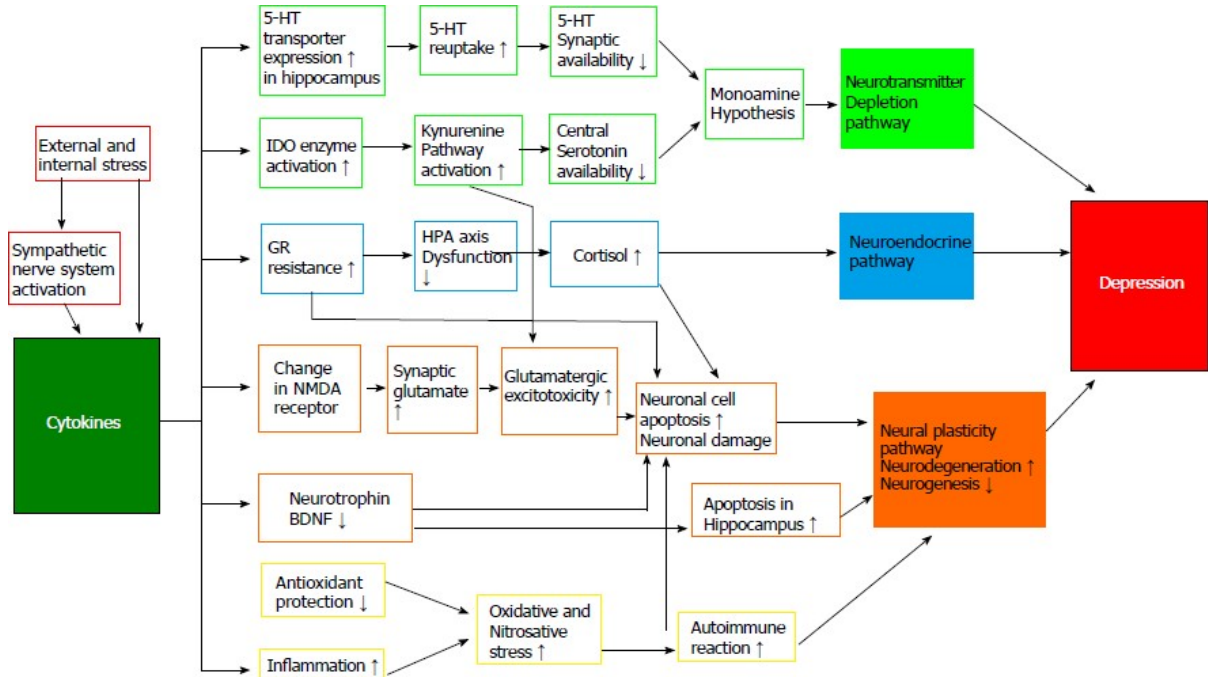 5-HT
transporter
expression ↑
in hippocampus
5-HT
reuptake ↑
5-HT
Synaptic
availability ↓
Monoamine
Hypothesis
Neurotransmitter
Depletion
pathway
External and
internal stress
IDO enzyme
activation ↑
Kynurenine
Pathway
activation ↑
Central
Serotonin
availability ↓
Sympathetic
nerve system
activation
GR
resistance ↑
HPA axis
Dysfunction
↓
Cortisol ↑
Neuroendocrine
pathway
Depression
Cytokines
Change
in NMDA
receptor
Synaptic
glutamate
↑
Glutamatergic
excitotoxicity ↑
Neuronal cell
apoptosis ↑
Neuronal damage
Neural plasticity
pathway
Neurodegeneration ↑
Neurogenesis ↓
Neurotrophin
BDNF ↓
Apoptosis in
Hippocampus ↑
Antioxidant
protection ↓
Oxidative and
Nitrosative
stress ↑
Autoimmune
reaction ↑
Inflammation ↑